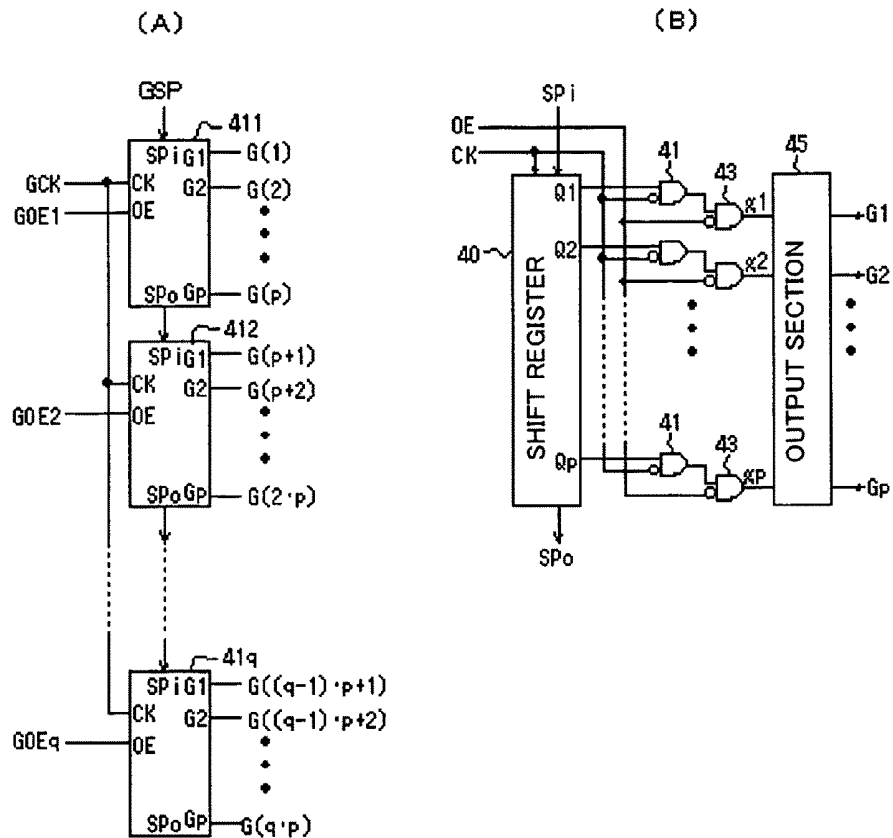 (A)
GSP
411
SPi G1
G(1)
GCK
CK
G2
G(2)
GOE1
OE
SPo Gp
G(p)
412
SPi G1
G(p+1)
CK
G2
G(p+2)
GOE2
OE
SPo Gp
G(2·p)
41q
SPi G1
G((q-1)·p+1)
CK
G2
G((q-1)·p+2)
GOEq
OE
SPo Gp
G(q·p)
(B)
SPi
OE
CK
41
43
45
Q1
G1
40
Q2
G2
SHIFT REGISTER
OUTPUT SECTION
41
43
Qp
Gp
SPo